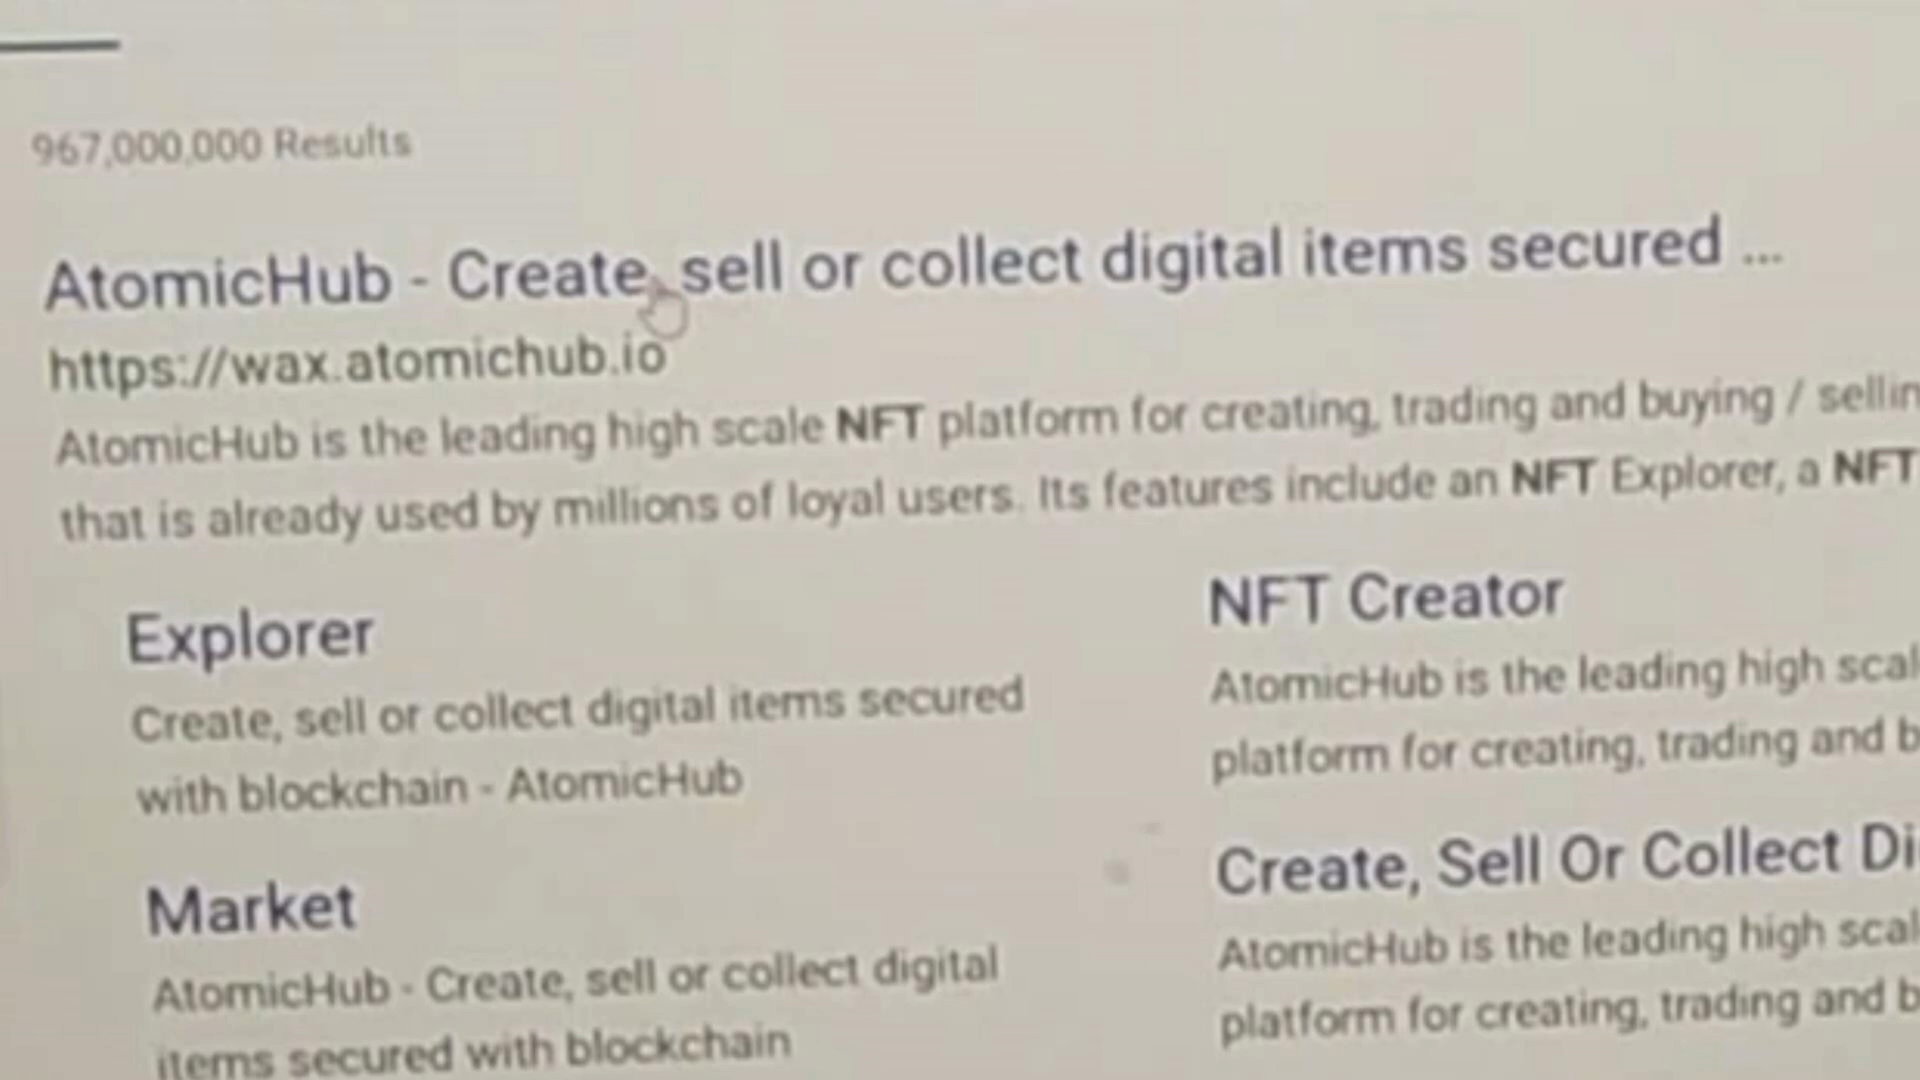 967,000,000 Results
AtomicHub - Create, sell or collect digital items secured ...
https://wax.atomichub.io
AtomicHub is the leading high scale NFT platform for creating, trading and buying / sellin
that is already used by millions of loyal users. Its features include an NFT Explorer, a NFT
Explorer
Create, sell or collect digital items secured
with blockchain - AtomicHub
Market
AtomicHub - Create, sell or collect digital
items secured with blockchain
NFT Creator
AtomicHub is the leading high scal
platform for creating, trading and b
Create, Sell Or Collect Di
AtomicHub is the leading high scal
platform for creating, trading and b